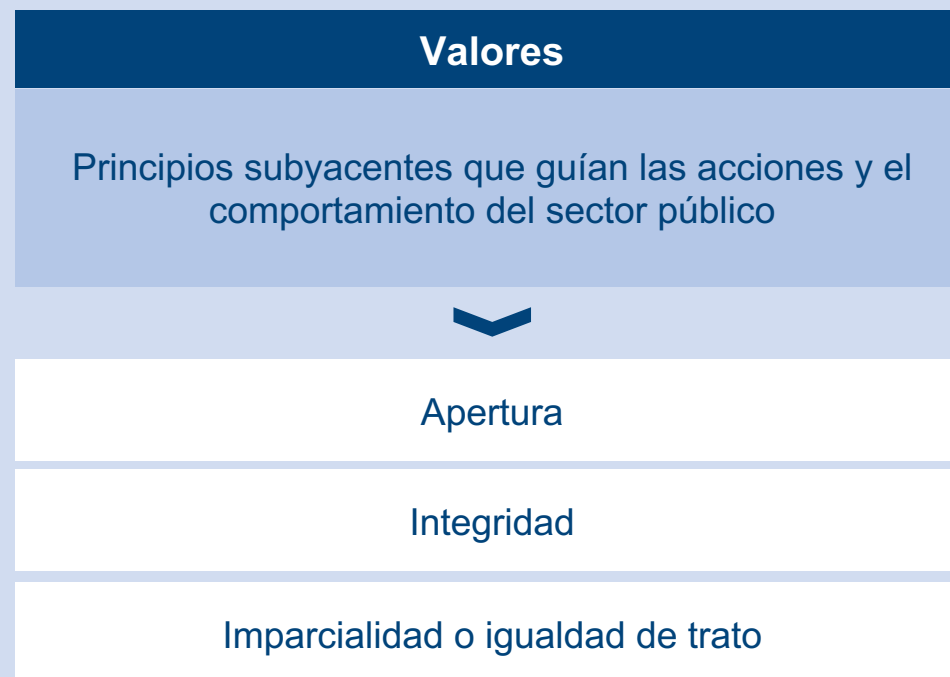 Valores
Principios subyacentes que guían las acciones y el
comportamiento del sector público
Apertura
Integridad
Imparcialidad o igualdad de trato